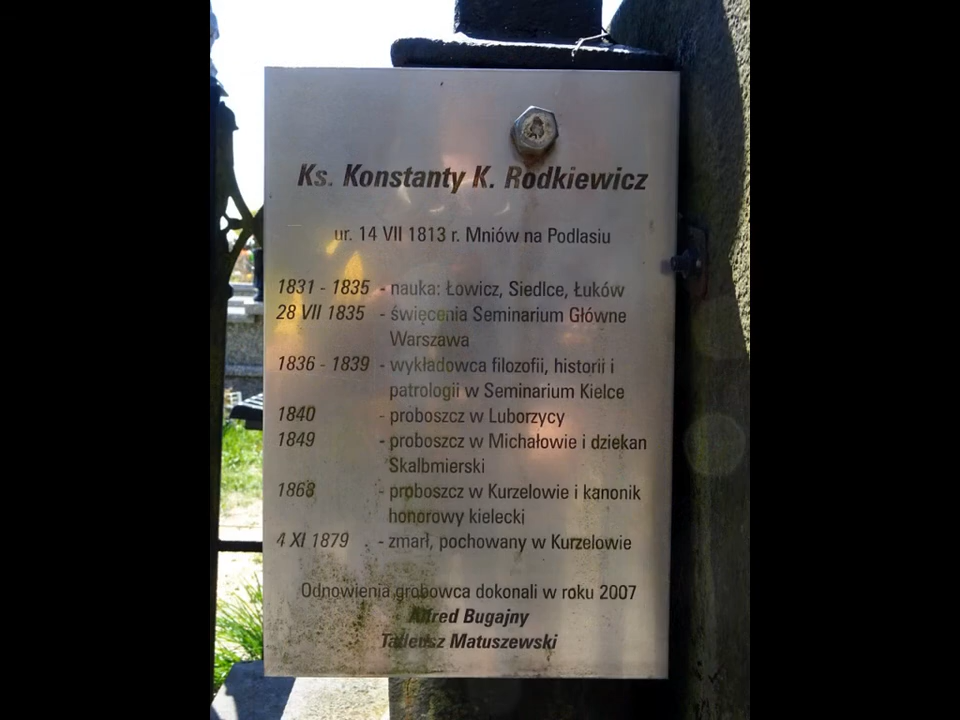 Ks. Konstanty K. Rodkiewicz
ur. 14 VII 1813 r. Mniów na Podlasiu
1831 - 1835 - nauka: Łowicz, Siedlce, Łuków
28 VII 1835 - święcenia Seminarium Główne
Warszawa
1836 - 1839 - wykładowca filozofii, historii i
patrologii w Seminarium Kielce
1840 - proboszcz w Luborzycy
1849 - proboszcz w Michałowie i dziekan
Skalbmierski
1868 - proboszcz w Kurzelowie i kanonik
honorowy kielecki
4 XI 1879 - zmarł, pochowany w Kurzelowie
Odnowienia grobowca dokonali w roku 2007
Alfred Bugajny
Tadeusz Matuszewski